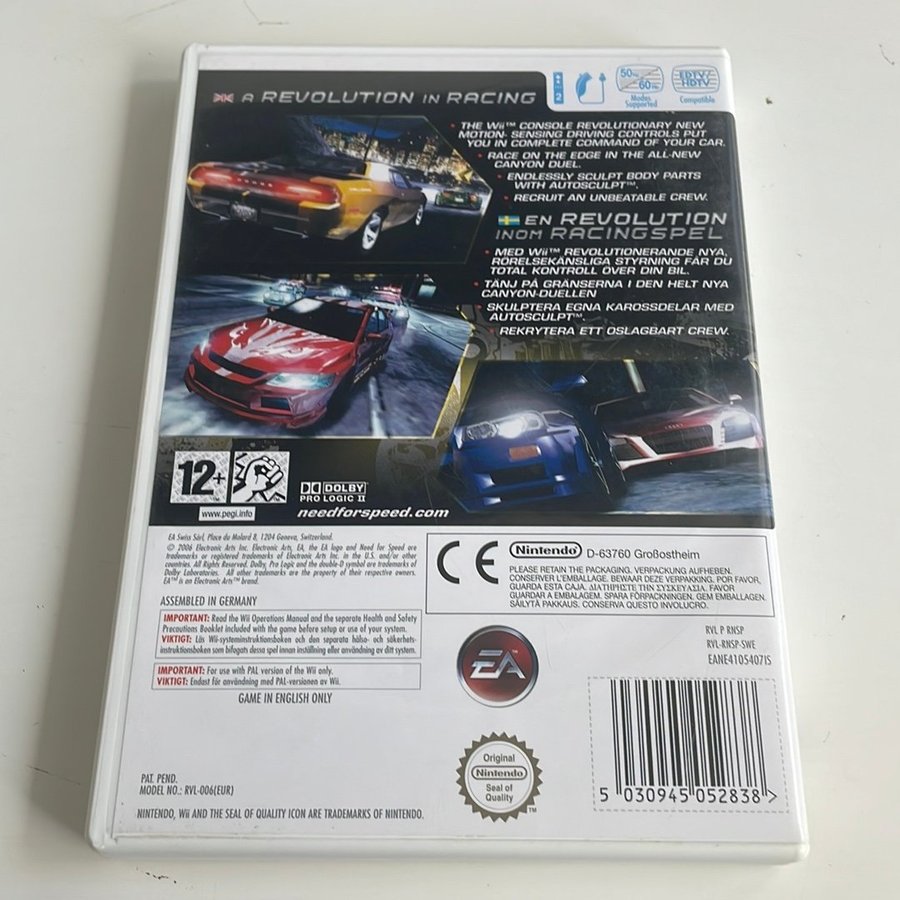 A REVOLUTION IN RACING
2
50Hz
60Hz
Modes
Supported
EDTV/
HDTV
Compatible
THE Wii™ CONSOLE REVOLUTIONARY NEW
MOTION- SENSING DRIVING CONTROLS PUT
YOU IN COMPLETE COMMAND OF YOUR CAR.
RACE ON THE EDGE IN THE ALL-NEW
CANYON DUEL.
ENDLESSLY SCULPT BODY PARTS
WITH AUTOSCULPT™.
RECRUIT AN UNBEATABLE CREW.
EN REVOLUTION
INOM RACINGSPEL
MED Wii™ REVOLUTIONERANDE NYA,
RÖRELSEKÄNSLIGA STYRNING FÅR DU
TOTAL KONTROLL ÖVER DIN BIL.
TÄNJ PÅ GRÄNSERNA I DEN HELT NYA
CANYON-DUELLEN
SKULPTERA EGNA KAROSSDELAR MED
AUTOSCULPT™.
REKRYTERA ETT OSLAGBART CREW.
12+
www.pegi.info
DOLBY
PRO LOGIC II
needforspeed.com
EA Swiss Sàrl, Place du Molard 8, 1204 Geneva, Switzerland.
© 2006 Electronic Arts Inc. Electronic Arts, EA, the EA logo and Need for Speed are
trademarks or registered trademarks of Electronic Arts Inc. in the U.S. and/or other
countries. All Rights Reserved. Dolby, Pro Logic and the double-D symbol are trademarks of
Dolby Laboratories. All other trademarks are the property of their respective owners.
EA™ is an Electronic Arts™ brand.
ASSEMBLED IN GERMANY
IMPORTANT: Read the Wii Operations Manual and the separate Health and Safety
Precautions Booklet included with the game before setup or use of your system.
VIKTIGT: Läs Wii-systeminstruktionsboken och den separata hälso- och säkerhets-
instruktionsboken som bifogats dessa spel innan inställning eller användning av ditt system.
IMPORTANT: For use with PAL version of the Wii only.
VIKTIGT: Endast för användning med PAL-versionen av Wii.
GAME IN ENGLISH ONLY
PAT. PEND.
MODEL NO.: RVL-006(EUR)
NINTENDO, Wii AND THE SEAL OF QUALITY ICON ARE TRADEMARKS OF NINTENDO.
CE
Nintendo® D-63760 Großostheim
PLEASE RETAIN THE PACKAGING. VERPACKUNG AUFHEBEN.
CONSERVER L'EMBALLAGE. BEWAAR DEZE VERPAKKING. POR FAVOR,
GUARDA ESTA CAJA. ΔΙΑΤΗΡΗΣΤΕ ΤΗΝ ΣΥΣΚΕΥΑΣΙΑ. FAVOR
GUARDAR A EMBALAGEM. SPARA FÖRPACKNINGEN. GEM EMBALLAGEN.
SÄILYTÄ PAKKAUS. CONSERVA QUESTO INVOLUCRO.
RVL P RNSP
RVL-RNSP-SWE
EANE4105407IS
EA
Original
Nintendo
Seal of
Quality
TM
5 030945 052838 >